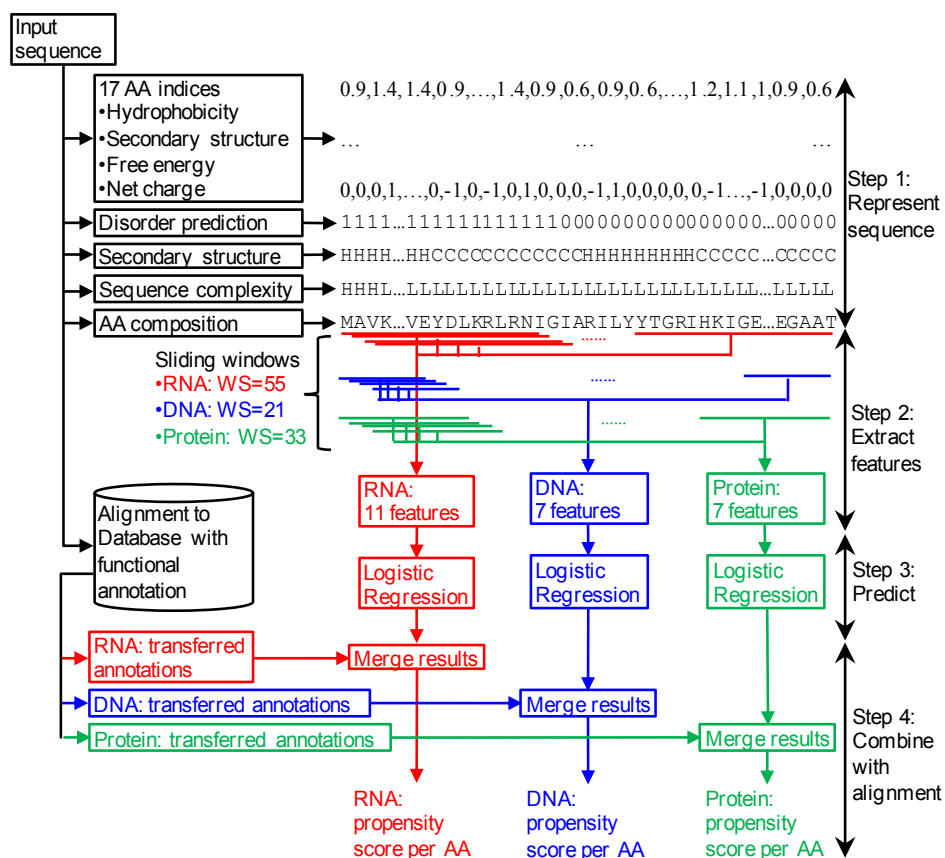 Input
sequence
17 AA indices
•Hydrophobicity
•Secondary structure
•Free energy
•Net charge
0.9,1.4,1.4,0.9,…,1.4,0.9,0.6,0.9,0.6,…,1.2,1.1,1,0.9,0.6
… … …
0,0,0,1,…,0,-1,0,-1,0,1,0,0,0,-1,1,0,0,0,0,0,-1…,-1,0,0,0,0
Disorder prediction
1111…1111111111111000000000000000000…00000
Secondary structure
HHHH…HHCCCCCCCCCCCCCHHHHHHHHHCCCCC…CCCCC
Sequence complexity
HHHL…LLLLLLLLLLLLLLLLLLLLLLLLLLLLLLLL…LLLLL
AA composition
MAVK…VEYDLKRLRNIGIARILYYTGRIHKIGE…EGAAT
Step 1:
Represent
sequence
Sliding windows
•RNA: WS=55
•DNA: WS=21
•Protein: WS=33
......
......
......
Step 2:
Extract
features
RNA:
11 features
DNA:
7 features
Protein:
7 features
Alignment to
Database with
functional
annotation
Logistic
Regression
Logistic
Regression
Logistic
Regression
Step 3:
Predict
RNA: transferred
annotations
Merge results
DNA: transferred annotations
Merge results
Protein: transferred annotations
Merge results
Step 4:
Combine
with
alignment
RNA:
propensity
score per AA
DNA:
propensity
score per AA
Protein:
propensity
score per AA